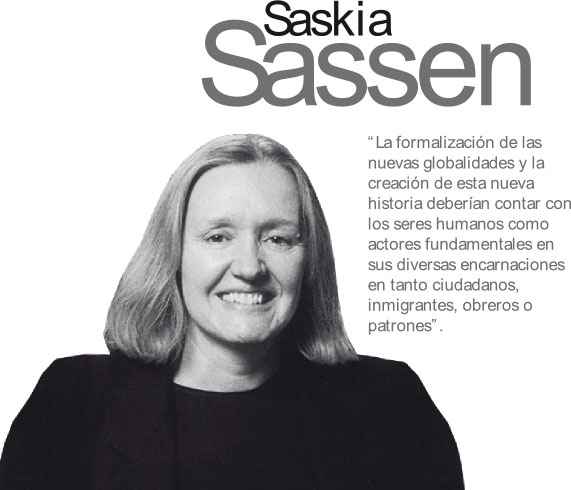 Saskia
Sassen
“La formalización de las
nuevas globalidades y la
creación de esta nueva
historia deberían contar con
los seres humanos como
actores fundamentales en
sus diversas encarnaciones
en tanto ciudadanos,
inmigrantes, obreros o
patrones”.